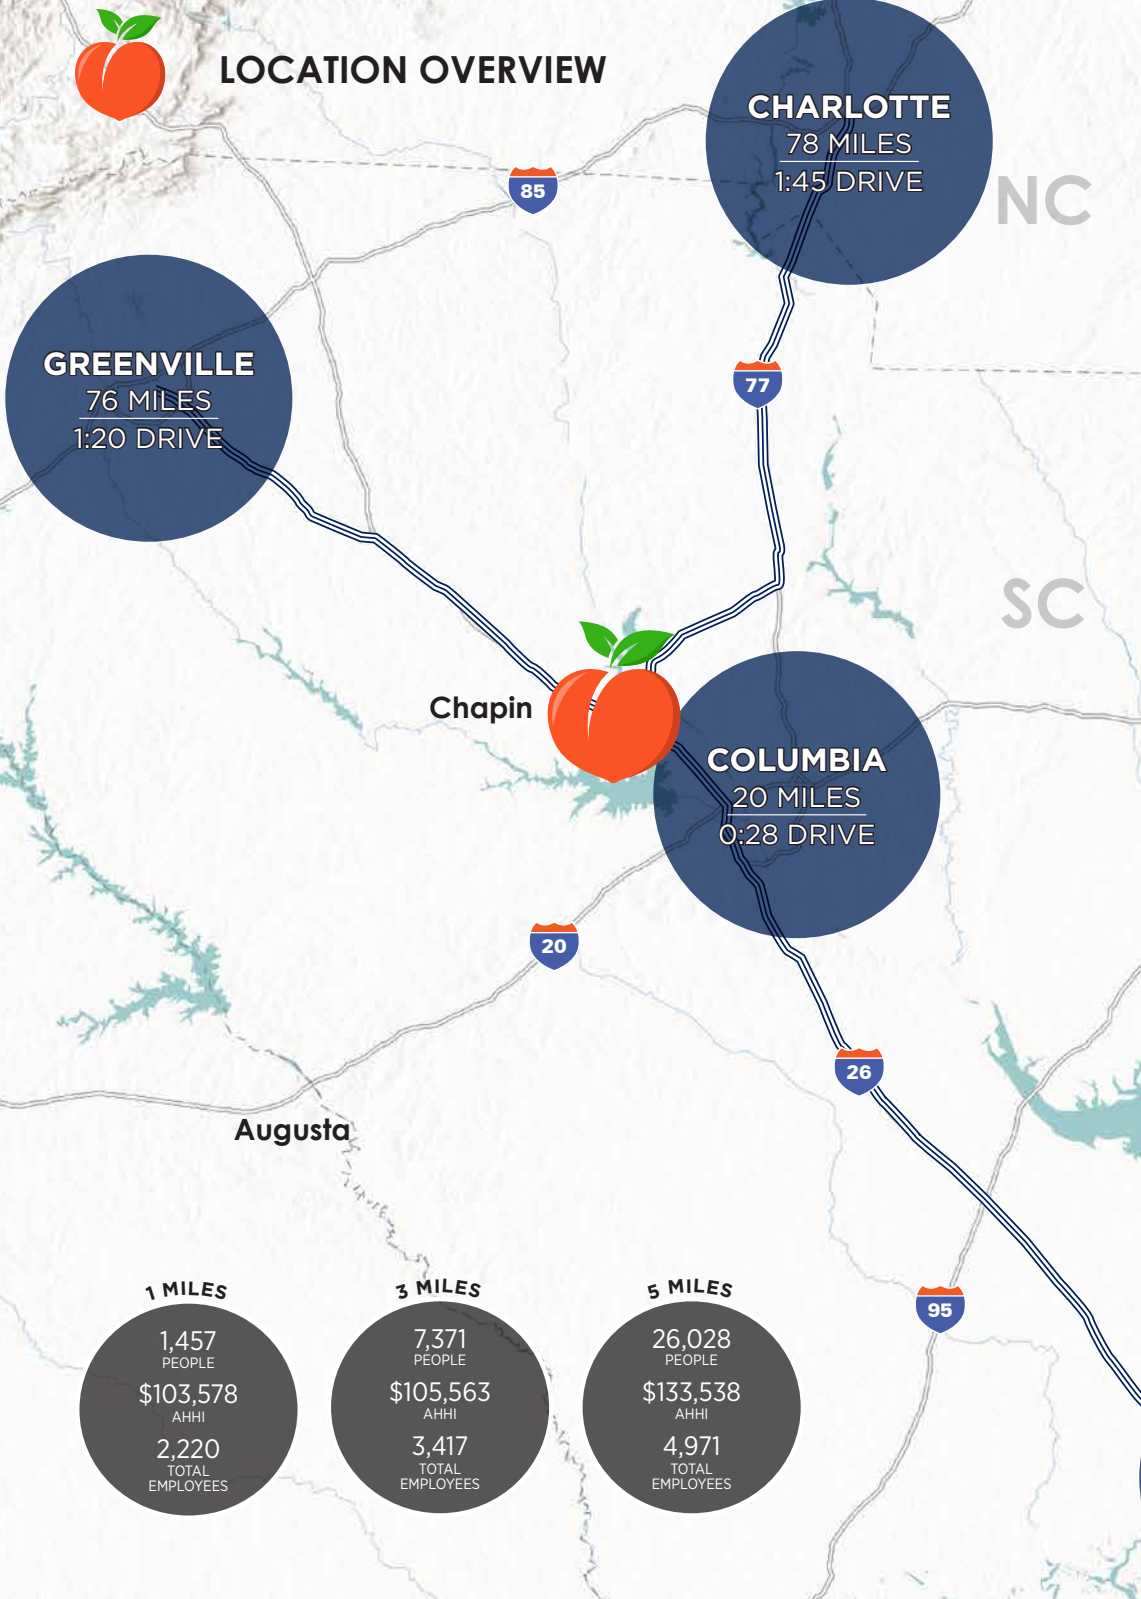 LOCATION OVERVIEW
CHARLOTTE
78 MILES
1:45 DRIVE
NC
85
GREENVILLE
76 MILES
1:20 DRIVE
77
SC
Chapin
COLUMBIA
20 MILES
0:28 DRIVE
20
26
Augusta
95
1 MILES
1,457
PEOPLE
$103,578
AHHI
2,220
TOTAL
EMPLOYEES
3 MILES
7,371
PEOPLE
$105,563
AHHI
3,417
TOTAL
EMPLOYEES
5 MILES
26,028
PEOPLE
$133,538
AHHI
4,971
TOTAL
EMPLOYEES